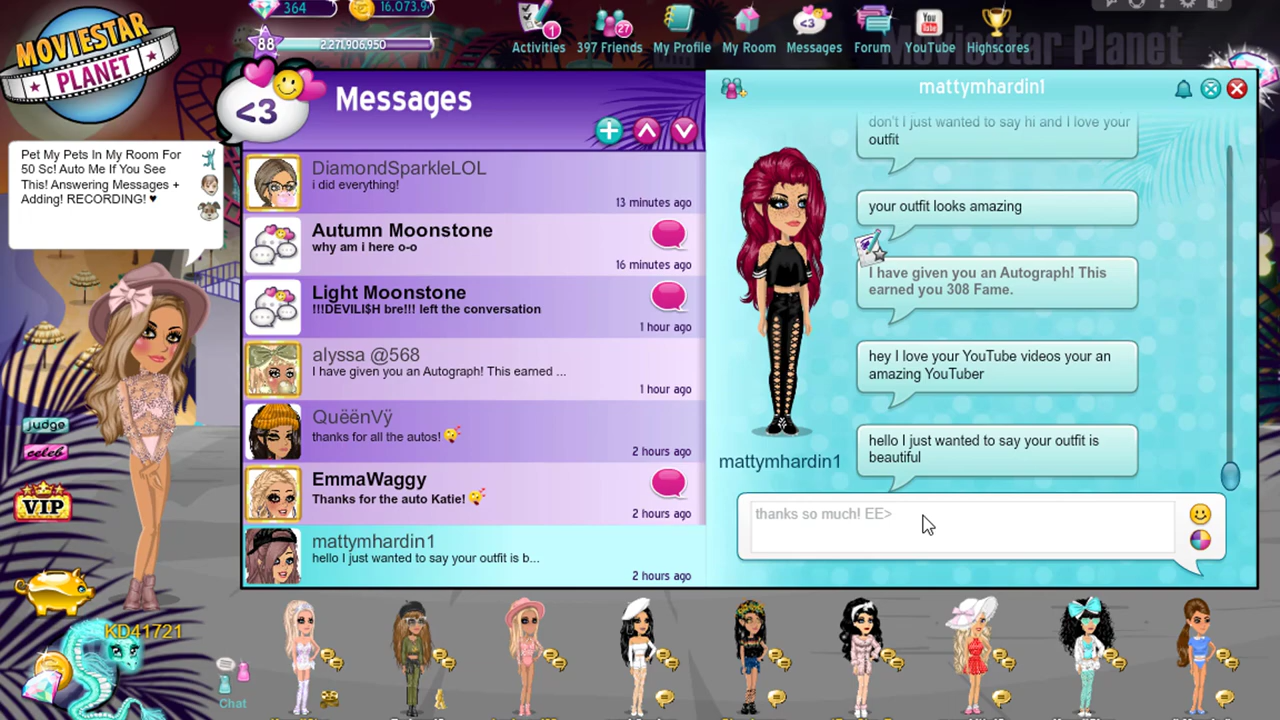 MOVIESTAR
PLANET
364
16,073,9
88
2,271,906,950
1
27
Activities
397 Friends
My Profile
My Room
<3
Messages
Forum
You
Tube
YouTube
Highscores
Moviestar Planet
Pet My Pets In My Room For
50 Sc! Auto Me If You See
This! Answering Messages +
Adding! RECORDING! ♥
judge
celeb
VIP
KD41721
Chat
<3
Messages
DiamondSparkleLOL
i did everything!
13 minutes ago
Autumn Moonstone
why am i here o-o
16 minutes ago
Light Moonstone
!!!DEVILI$H bre!!! left the conversation
1 hour ago
alyssa @568
I have given you an Autograph! This earned ...
1 hour ago
QuëënVÿ
thanks for all the autos! 😘
2 hours ago
EmmaWaggy
Thanks for the auto Katie! 😘
2 hours ago
mattymhardin1
hello I just wanted to say your outfit is b...
2 hours ago
mattymhardin1
don't I just wanted to say hi and I love your
outfit
your outfit looks amazing
I have given you an Autograph! This
earned you 308 Fame.
hey I love your YouTube videos your an
amazing YouTuber
hello I just wanted to say your outfit is
beautiful
mattymhardin1
thanks so much! EE>